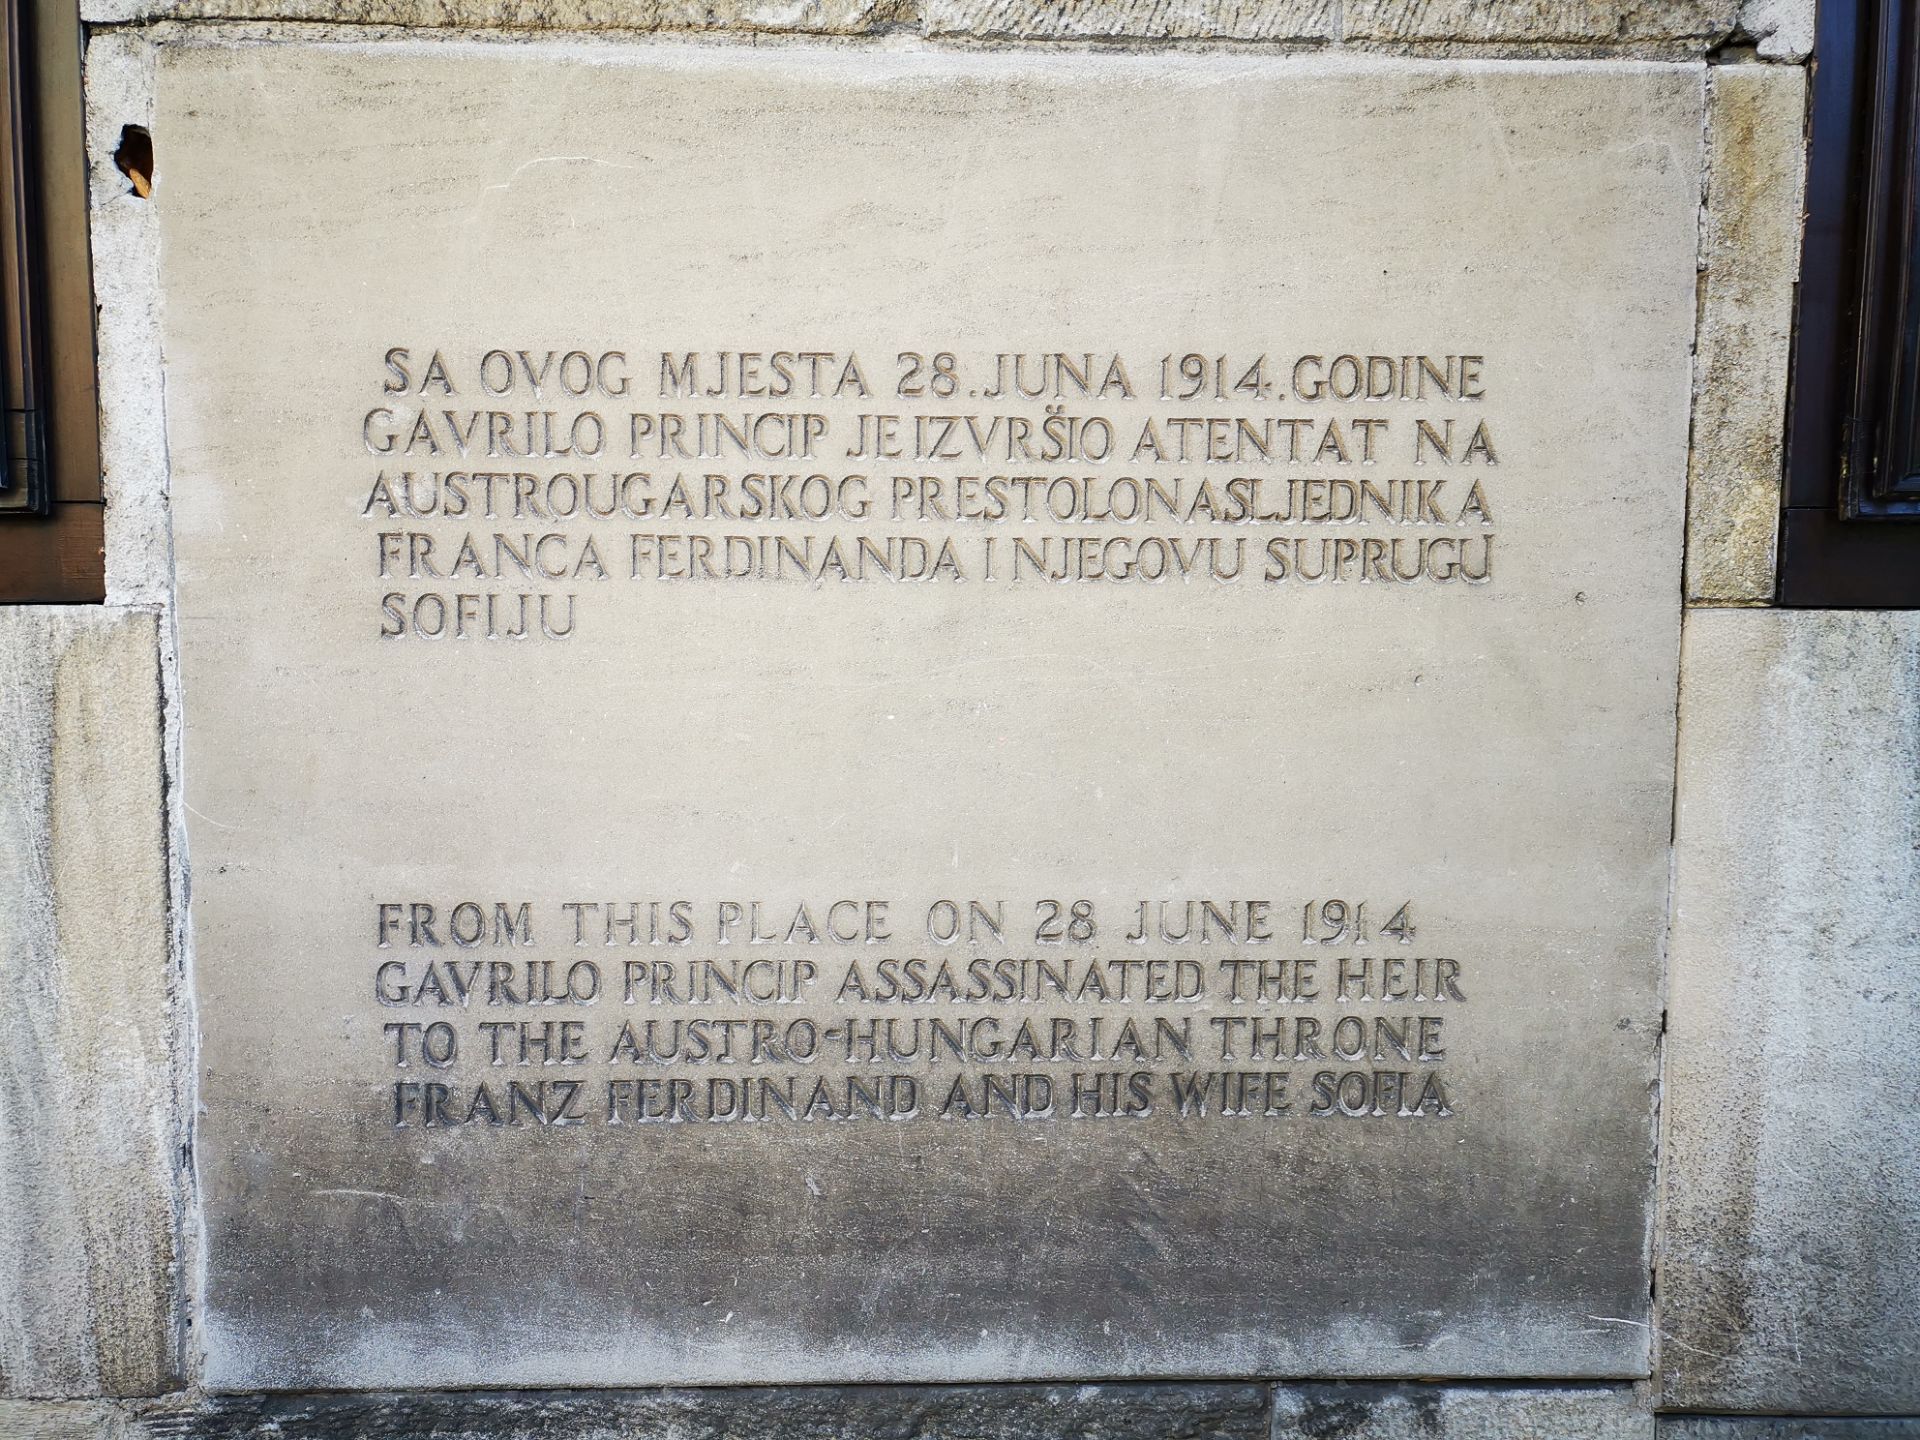 SA OVOG MJESTA 28. JUNA 1914. GODINE
GAVRILO PRINCIP JE IZVRŠIO ATENTAT NA
AUSTROUGARSKOG PRESTOLONASLJEDNIKA
FRANCA FERDINANDA I NJEGOVU SUPRUGU
SOFIJU
FROM THIS PLACE ON 28 JUNE 1914
GAVRILO PRINCIP ASSASSINATED THE HEIR
TO THE AUSTRO-HUNGARIAN THRONE
FRANZ FERDINAND AND HIS WIFE SOFIA